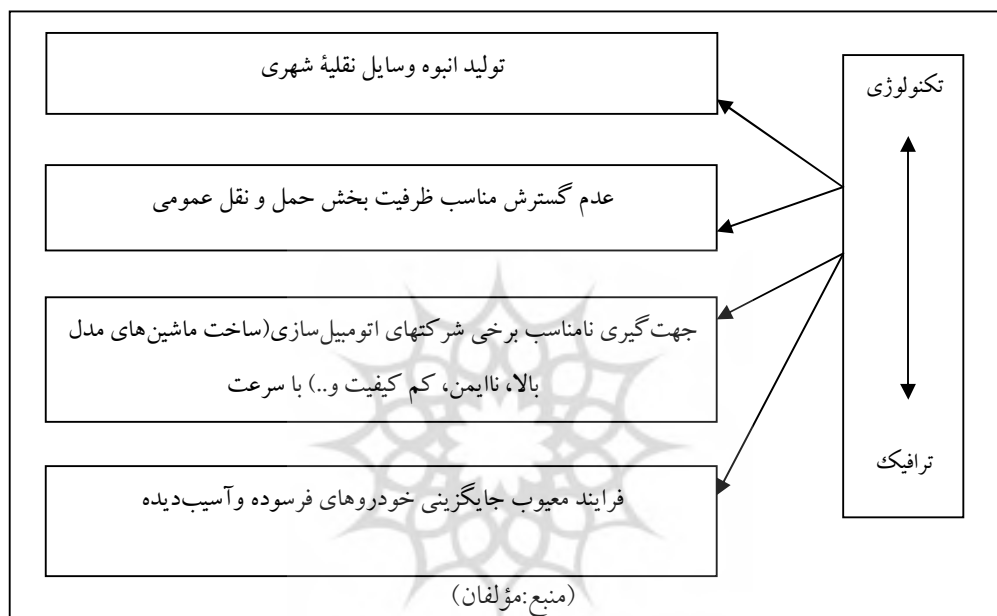 تکنولوژی
ترافیک
تولید انبوه وسایل نقلیۀ شهری
عدم گسترش مناسب ظرفیت بخش حمل و نقل عمومی
جهت‌گیری نامناسب برخی شرکتهای اتومبیل‌سازی(ساخت ماشین‌های مدل
بالا، ناایمن، کم کیفیت و..) با سرعت
فرایند معیوب جایگزینی خودروهای فرسوده وآسیب‌دیده
(منبع:مؤلفان)